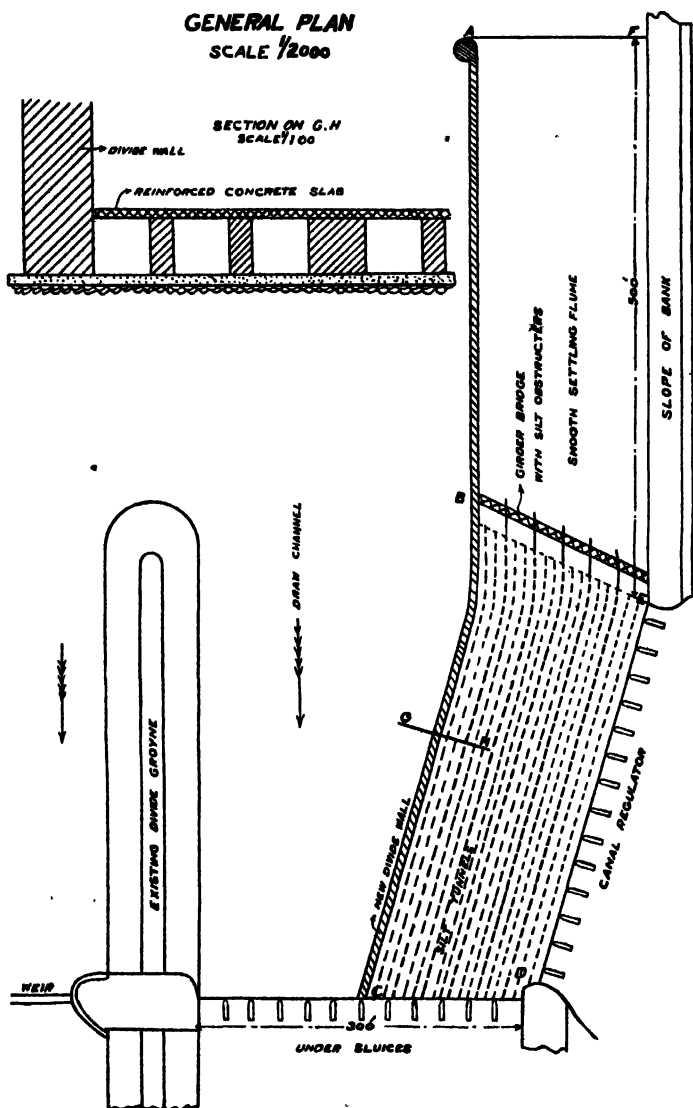 GENERAL PLAN
SCALE 1/2000
A
F
SECTION ON G.H
SCALE 1/100
DIVIDE WALL
REINFORCED CONCRETE SLAB
500'
SLOPE OF BANK
GIRDER BRIDGE
WITH SILT OBSTRUCTERS
SMOOTH SETTLING FLUME
B
E
DRAW CHANNEL
G
H
EXISTING DIVIDE GROYNE
NEW DIVIDE WALL
SILT TUNNELS
CANAL REGULATOR
D
WEIR
C
300'
UNDER SLUICES